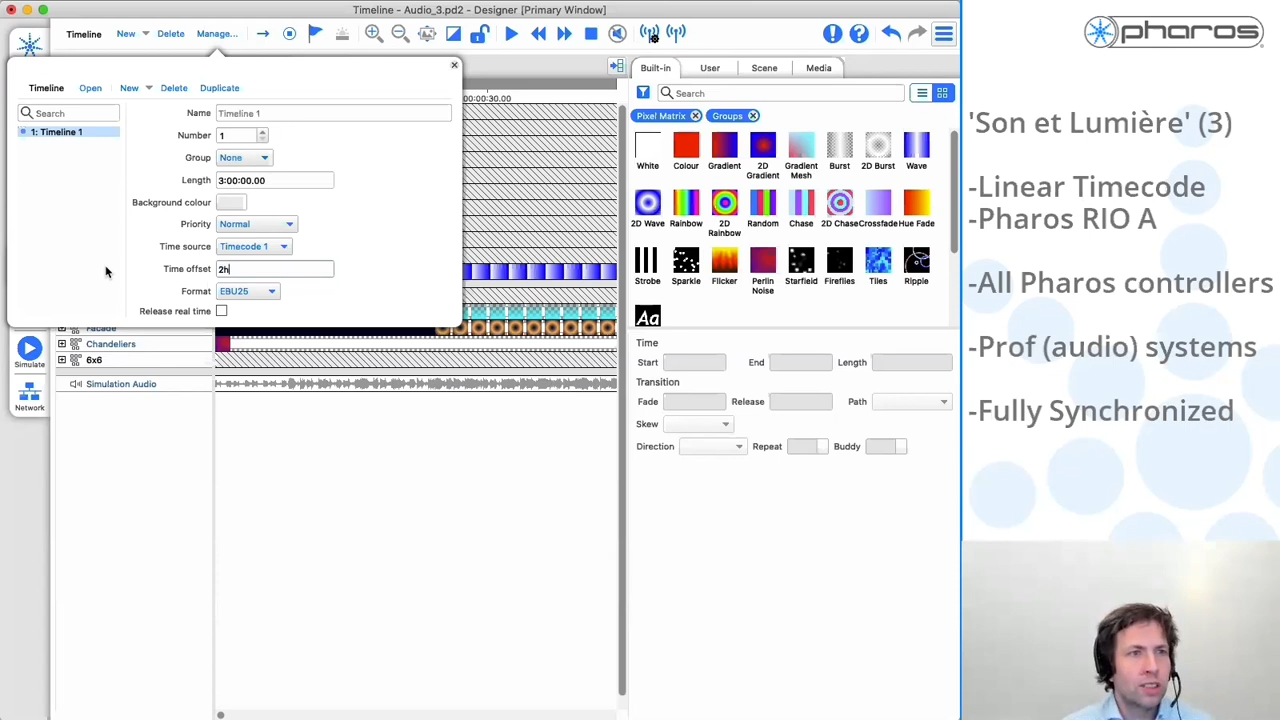 Timeline - Audio_3.pd2 - Designer [Primary Window]
Timeline
New
Delete
Manage...
pharos
Timeline
Open
New
Delete
Duplicate
Search
1: Timeline 1
Name
Timeline 1
Number
1
Group
None
Length
3:00:00.00
Background colour
Priority
Normal
Time source
Timecode 1
Time offset
2h
Format
EBU25
Release real time
00:00:30.00
Facade
Chandeliers
6x6
Simulation Audio
Simulate
Network
Built-in
User
Scene
Media
Search
Pixel Matrix
Groups
White
Colour
Gradient
2D Gradient
Gradient Mesh
Burst
2D Burst
Wave
2D Wave
Rainbow
2D Rainbow
Random
Chase
2D Chase
Crossfade
Hue Fade
Strobe
Sparkle
Flicker
Perlin Noise
Starfield
Fireflies
Tiles
Ripple
Aa
Time
Start
End
Length
Transition
Fade
Release
Path
Skew
Direction
Repeat
Buddy
'Son et Lumière' (3)
-Linear Timecode
-Pharos RIO A
-All Pharos controllers
-Prof (audio) systems
-Fully Synchronized